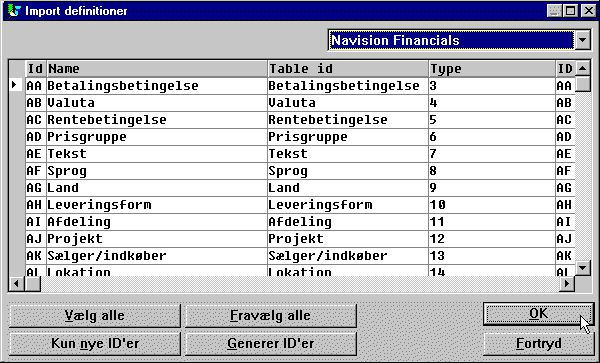 Import definitioner
Navision Financials
Id Name Table id Type ID
AA Betalingsbetingelse Betalingsbetingelse 3 AA
AB Valuta Valuta 4 AB
AC Rentebetingelse Rentebetingelse 5 AC
AD Prisgruppe Prisgruppe 6 AD
AE Tekst Tekst 7 AE
AF Sprog Sprog 8 AF
AG Land Land 9 AG
AH Leveringsform Leveringsform 10 AH
AI Afdeling Afdeling 11 AI
AJ Projekt Projekt 12 AJ
AK Sælger/indkøber Sælger/indkøber 13 AK
AL Lokation Lokation 14 AL
Vælg alle Fravælg alle OK
Kun nye ID'er Generer ID'er Fortryd